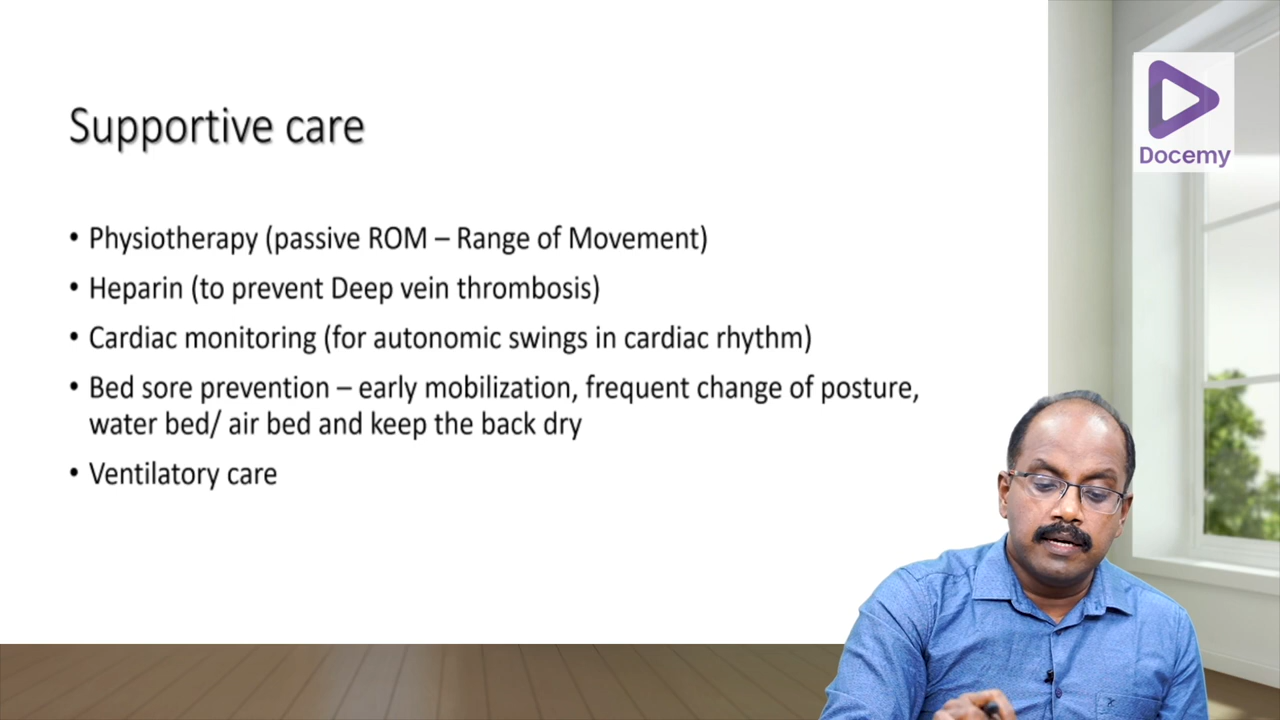 Supportive care
• Physiotherapy (passive ROM – Range of Movement)
• Heparin (to prevent Deep vein thrombosis)
• Cardiac monitoring (for autonomic swings in cardiac rhythm)
• Bed sore prevention – early mobilization, frequent change of posture,
water bed/ air bed and keep the back dry
• Ventilatory care
Docemy